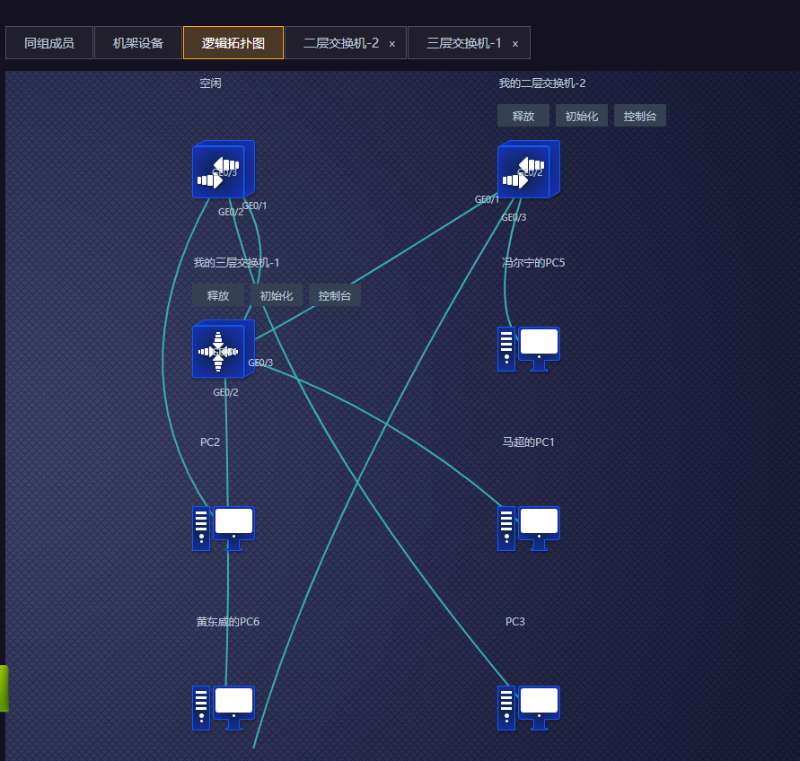 同组成员
机架设备
逻辑拓扑图
二层交换机-2 ×
三层交换机-1 ×
空闲
我的二层交换机-2
释放 初始化 控制台
GE0/3
GE0/2
GE0/1
GE0/2
GE0/1
GE0/3
我的三层交换机-1
冯尔宁的PC5
释放 初始化 控制台
GE0/3
GE0/2
PC2
马超的PC1
黄东威的PC6
PC3